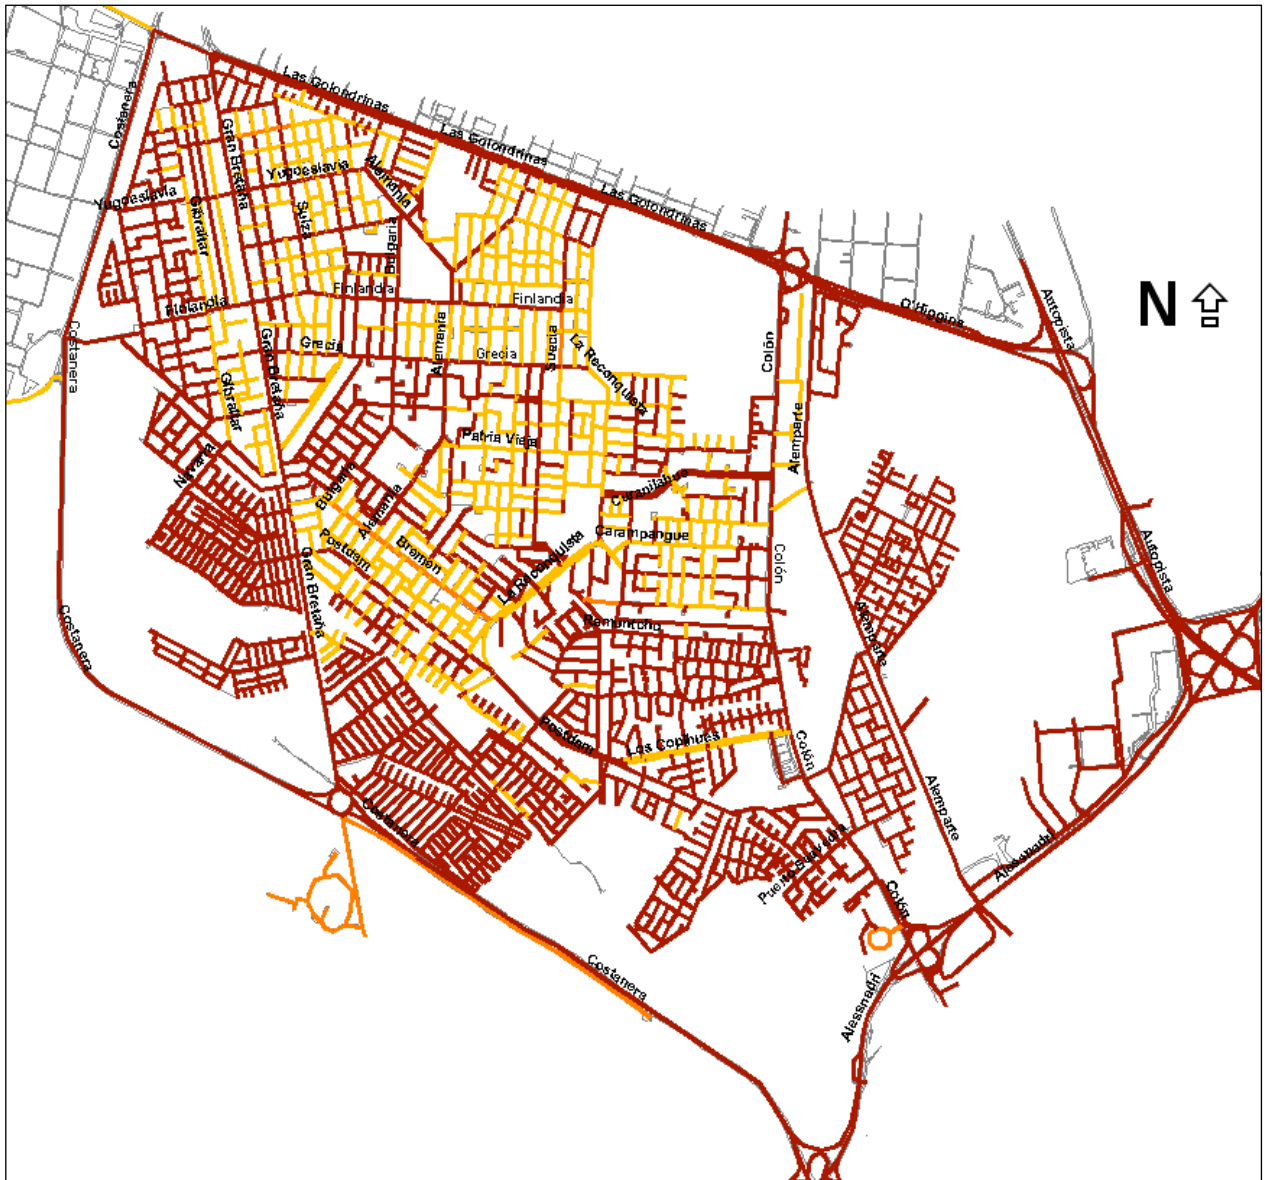 Las Golondrinas
Costanera
Gran Bretaña
Las Golondrinas
Yugoeslavia
Alemania
Yugoeslavia
Las Golondrinas
Gibraltar
Suiza
Bulgaria
Finlandia
Finlandia
Finlandia
N
O'Higgins
Autopista
Costanera
Gran Bretaña
Grecia
Alemania
Grecia
Suecia
La Reconquista
Colón
Gibraltar
Alemparte
Patria Vieja
Navarra
Bulgaria
Alemania
Curanilahue
Carampangue
Postdam
Bremen
La Reconquista
Colón
Autopista
Gran Bretaña
Costanera
Ramuntcho
Alemparte
Postdam
Los Copihues
Colón
Alemparte
Costanera
Puerto Saavedra
Alessnadri
Colón
Costanera
Alessnadri